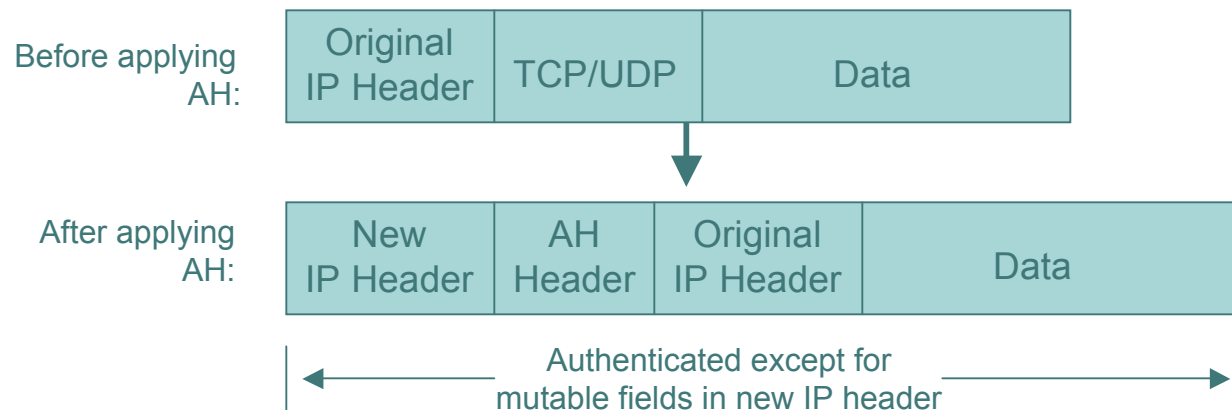 Before applying
AH:
Original
IP Header
TCP/UDP
Data
After applying
AH:
New
IP Header
AH
Header
Original
IP Header
Data
Authenticated except for
mutable fields in new IP header